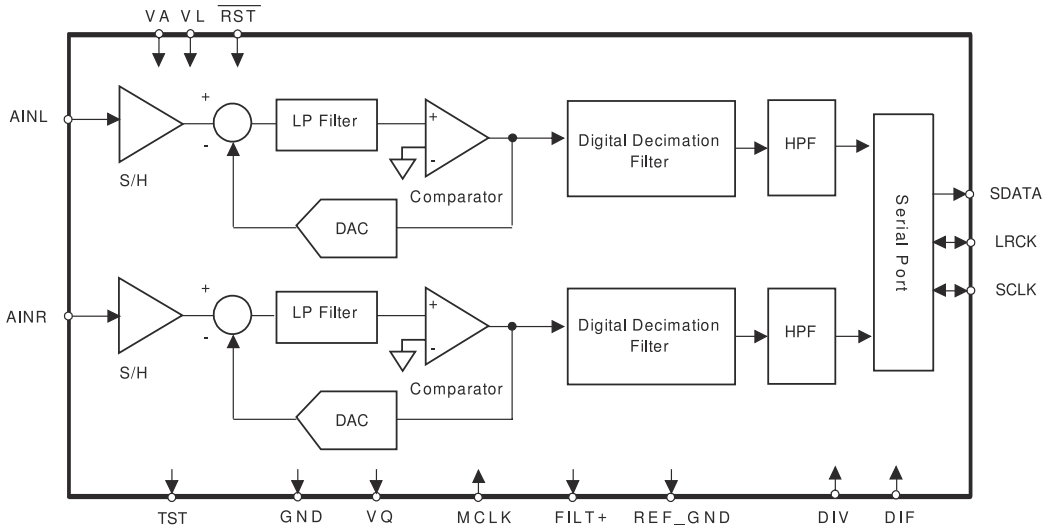 VA VL RST
AINL
+
-
S/H
LP Filter
+
-
Comparator
DAC
Digital Decimation
Filter
HPF
Serial Port
SDATA
LRCK
SCLK
AINR
+
-
S/H
LP Filter
+
-
Comparator
DAC
Digital Decimation
Filter
HPF
TST GND VQ MCLK FILT+ REF_GND DIV DIF